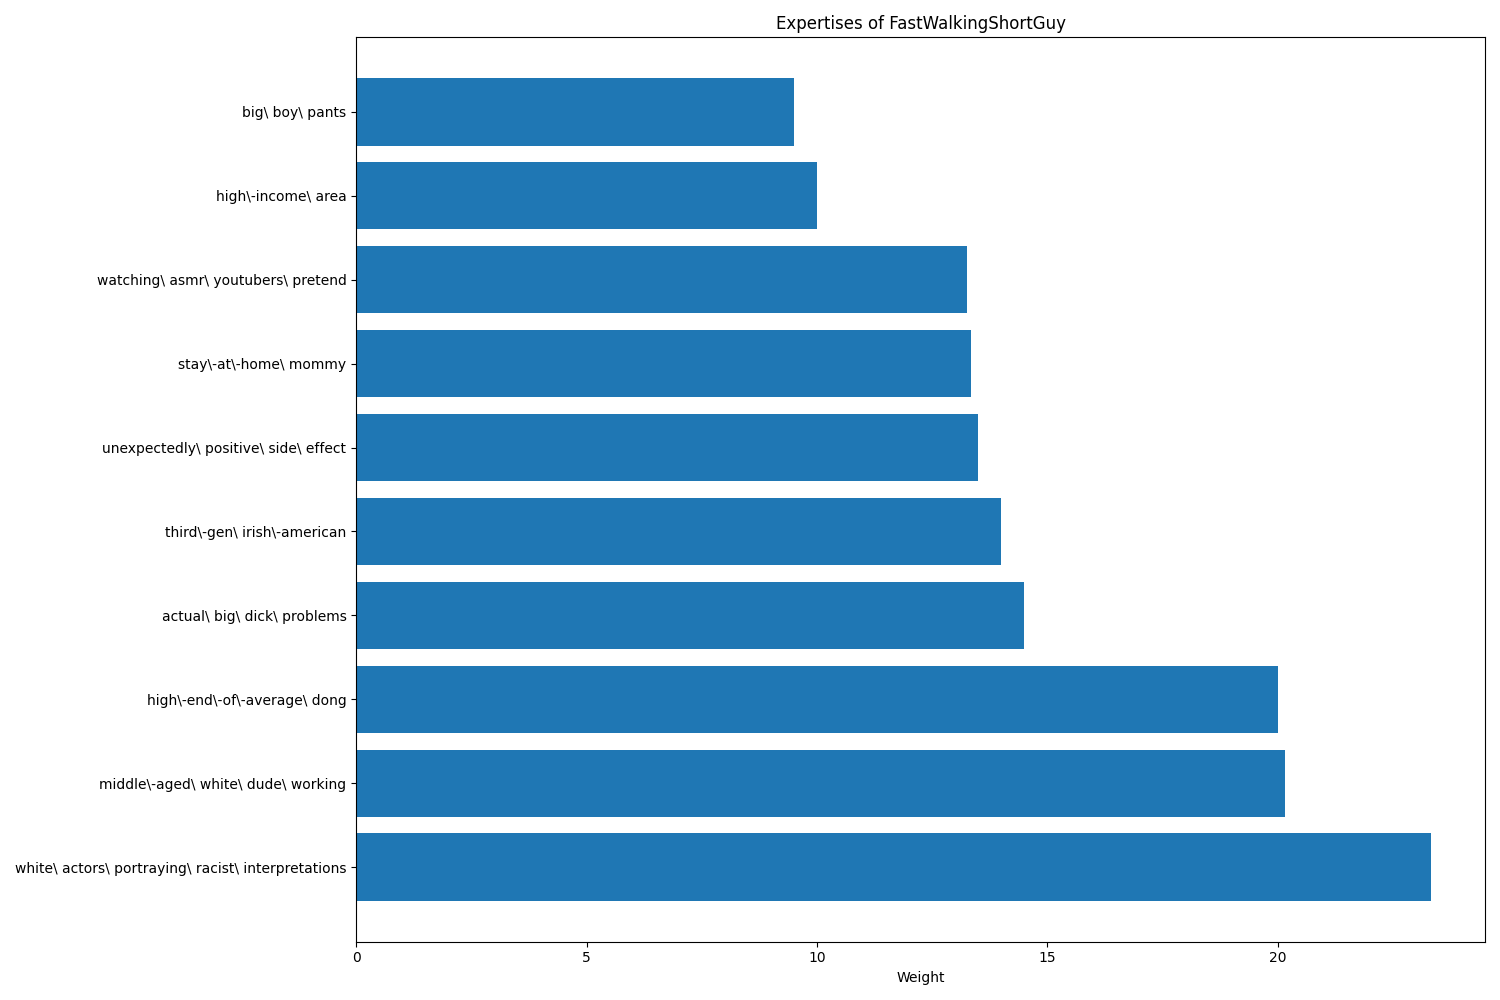 Expertises of FastWalkingShortGuy
big\ boy\ pants
high\-income\ area
watching\ asmr\ youtubers\ pretend
stay\-at\-home\ mommy
unexpectedly\ positive\ side\ effect
third\-gen\ irish\-american
actual\ big\ dick\ problems
high\-end\-of\-average\ dong
middle\-aged\ white\ dude\ working
white\ actors\ portraying\ racist\ interpretations
0 5 10 15 20
Weight